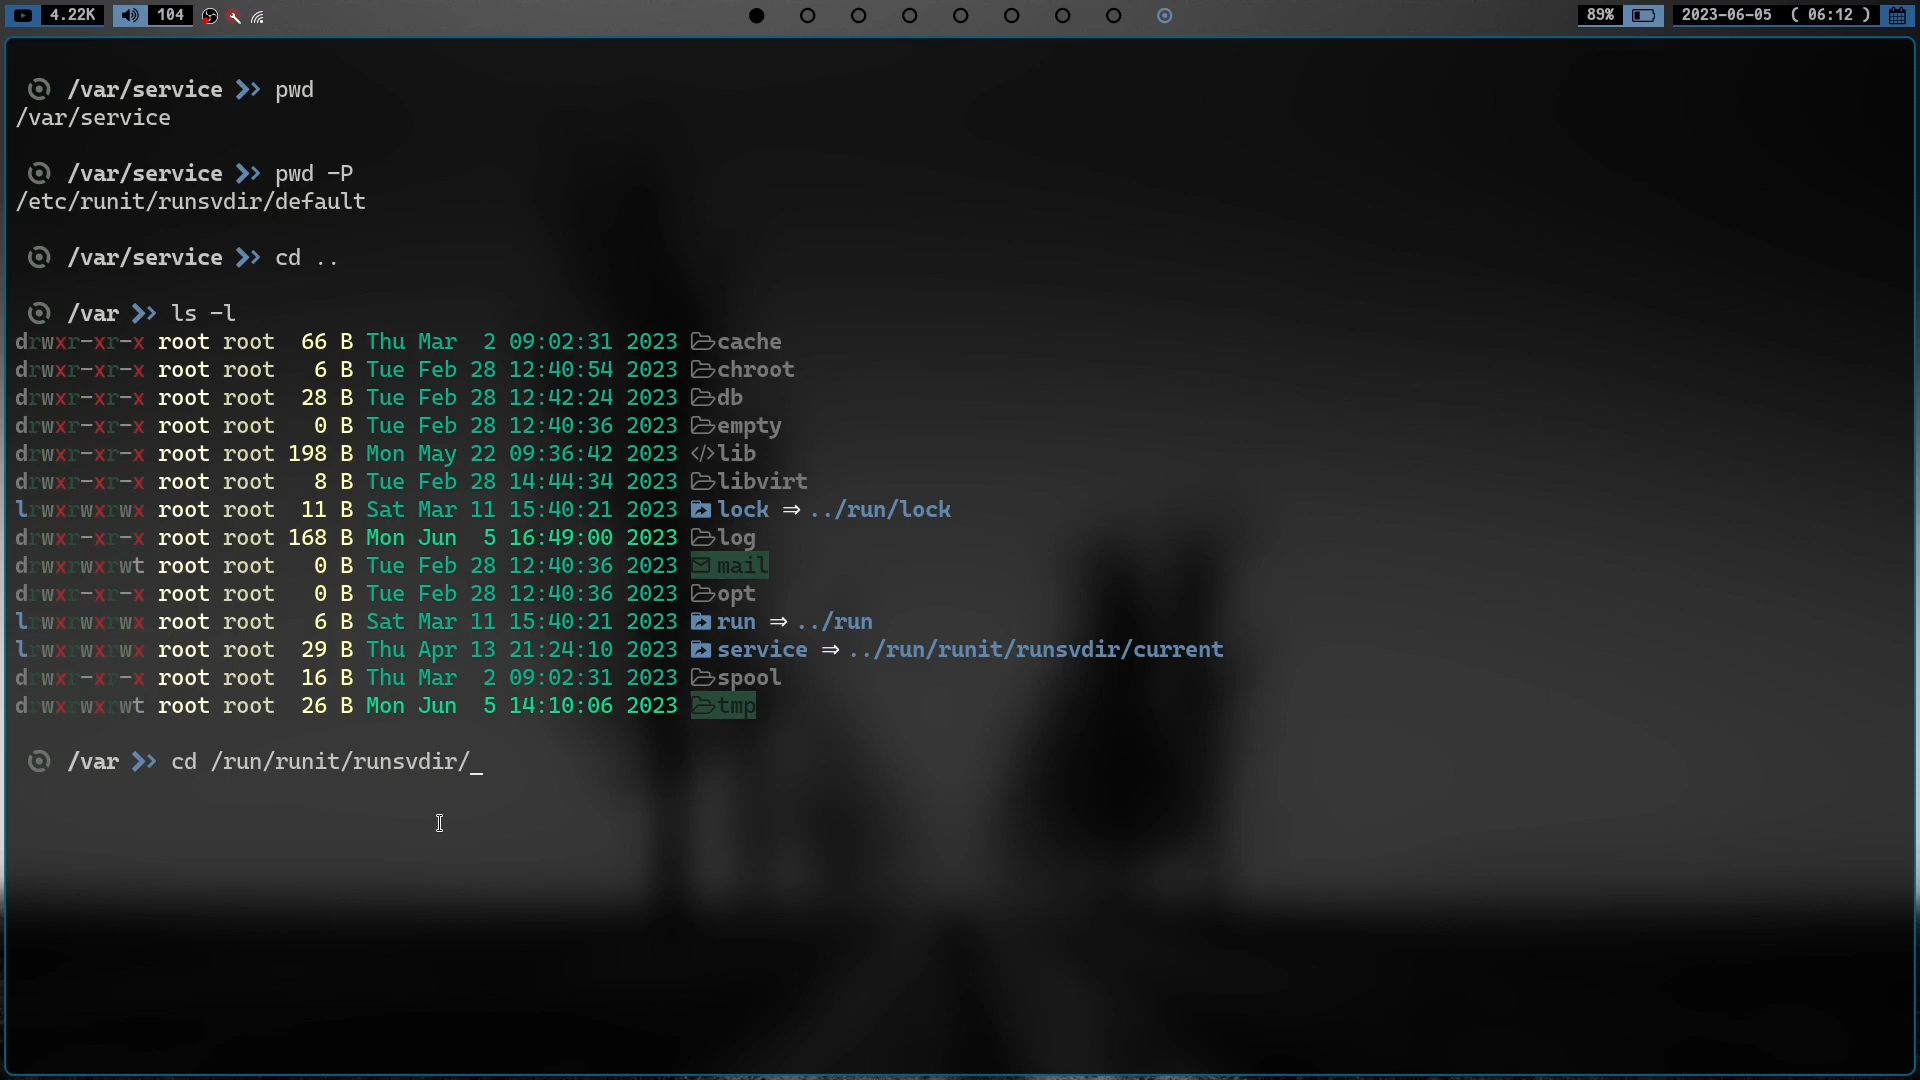 4.22K 104 89% 2023-06-05 ( 06:12 )
/var/service pwd
/var/service
/var/service pwd -P
/etc/runit/runsvdir/default
/var/service cd ..
/var ls -l
drwxr-xr-x root root 66 B Thu Mar 2 09:02:31 2023 cache
drwxr-xr-x root root 6 B Tue Feb 28 12:40:54 2023 chroot
drwxr-xr-x root root 28 B Tue Feb 28 12:42:24 2023 db
drwxr-xr-x root root 0 B Tue Feb 28 12:40:36 2023 empty
drwxr-xr-x root root 198 B Mon May 22 09:36:42 2023 </> lib
drwxr-xr-x root root 8 B Tue Feb 28 14:44:34 2023 libvirt
lrwxrwxrwx root root 11 B Sat Mar 11 15:40:21 2023 lock ⇒ ../run/lock
drwxr-xr-x root root 168 B Mon Jun 5 16:49:00 2023 log
drwxrwxrwt root root 0 B Tue Feb 28 12:40:36 2023 mail
drwxr-xr-x root root 0 B Tue Feb 28 12:40:36 2023 opt
lrwxrwxrwx root root 6 B Sat Mar 11 15:40:21 2023 run ⇒ ../run
lrwxrwxrwx root root 29 B Thu Apr 13 21:24:10 2023 service ⇒ ../run/runit/runsvdir/current
drwxr-xr-x root root 16 B Thu Mar 2 09:02:31 2023 spool
drwxrwxrwt root root 26 B Mon Jun 5 14:10:06 2023 tmp
/var cd /run/runit/runsvdir/_